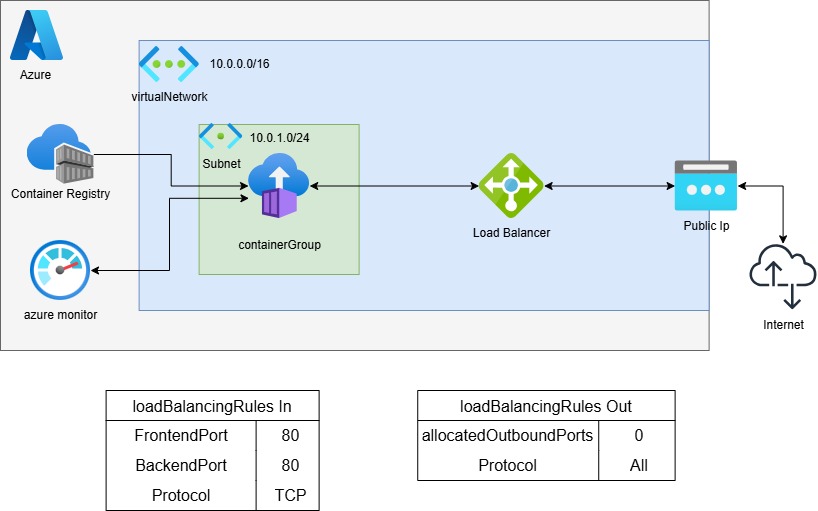 Azure
10.0.0.0/16
virtualNetwork
10.0.1.0/24
Subnet
Container Registry
containerGroup
Load Balancer
Public Ip
azure monitor
Internet
loadBalancingRules In
FrontendPort 80
BackendPort 80
Protocol TCP
loadBalancingRules Out
allocatedOutboundPorts 0
Protocol All